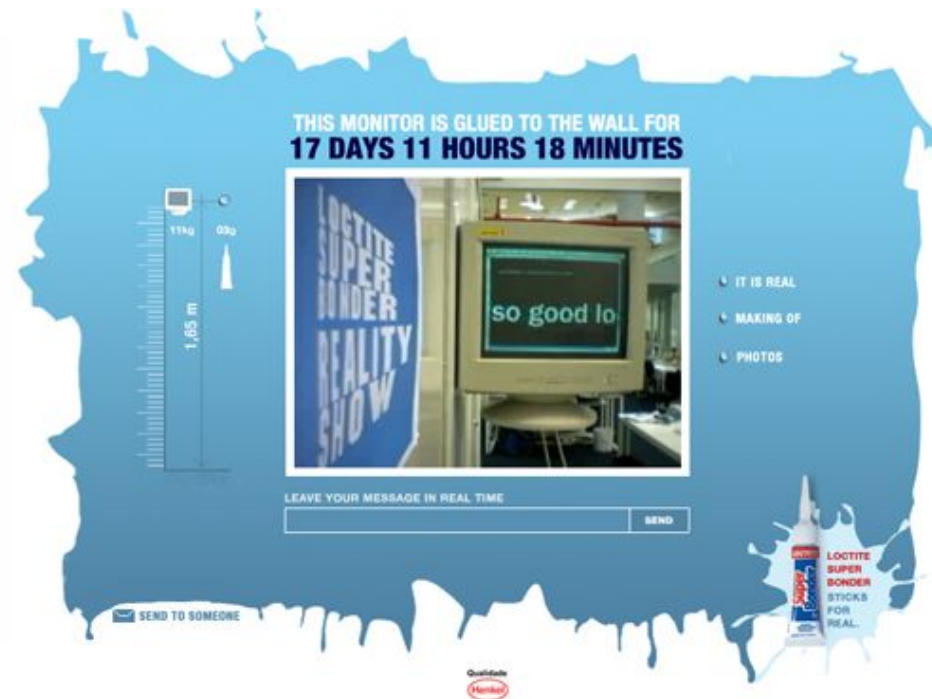 THIS MONITOR IS GLUED TO THE WALL FOR
17 DAYS 11 HOURS 18 MINUTES
11kg
03g
1,65 m
LOCTITE
SUPER
BONDER
REALITY
SHOW
so good lo
IT IS REAL
MAKING OF
PHOTOS
LEAVE YOUR MESSAGE IN REAL TIME
SEND
SEND TO SOMEONE
Super
Bonder
LOCTITE
SUPER
BONDER
STICKS
FOR
REAL.
Qualidade
Henkel